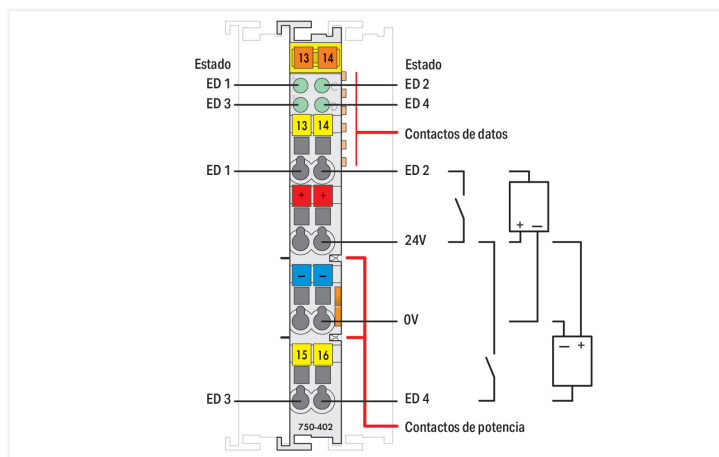 13 14
Estado Estado
ED 1 C ED 2
ED 3 D ED 4
13 14
Contactos de datos
ED 1 ED 2
+ +
+ −
24V
− −
0V
− +
15 16
ED 3 ED 4
750-402
Contactos de potencia